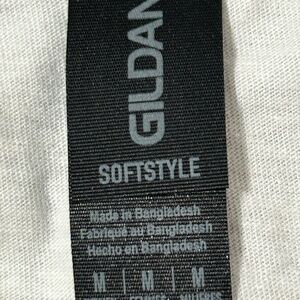 GILDAN
SOFTSTYLE
Made in Bangladesh
Fabriqué au Bangladesh
Hecho en Bangladesh
M | M | M